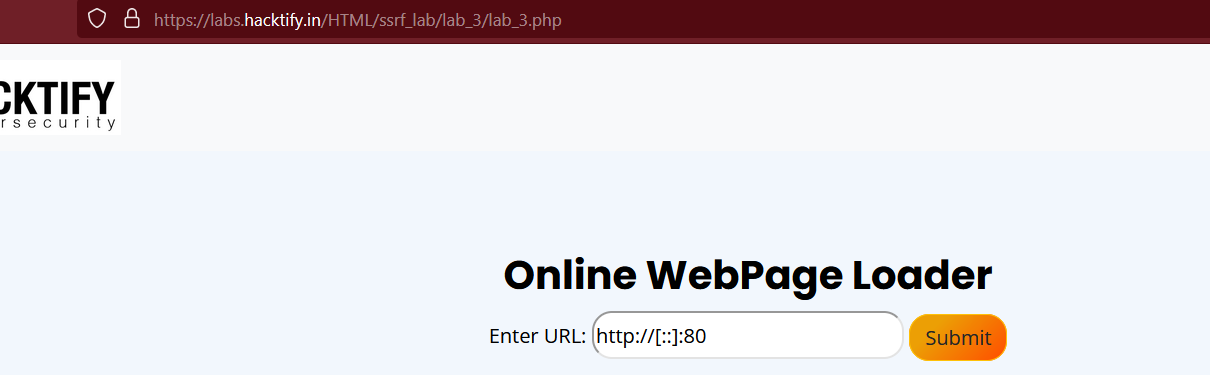 https://labs.hacktify.in/HTML/ssrf_lab/lab_3/lab_3.php
CKTIFY
rsecurity
Online WebPage Loader
Enter URL: http://[::]:80 Submit